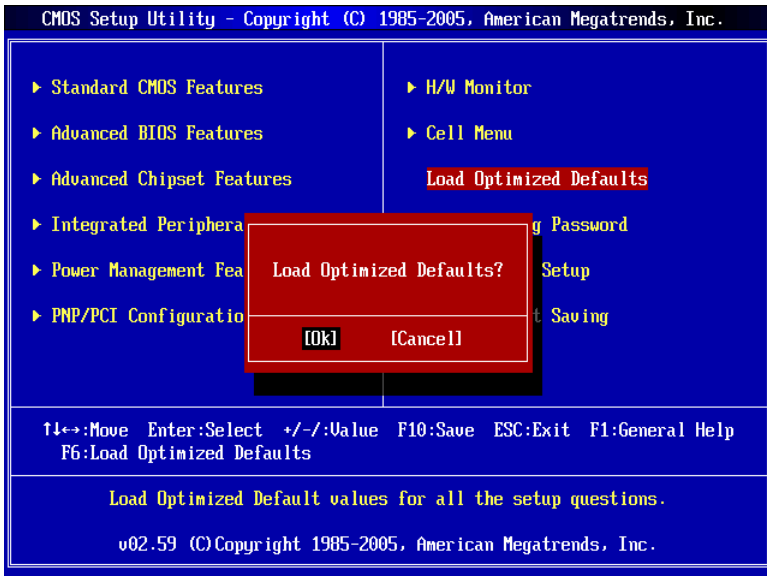 CMOS Setup Utility - Copyright (C) 1985-2005, American Megatrends, Inc.
Standard CMOS Features
Advanced BIOS Features
Advanced Chipset Features
Integrated Periphera
Power Management Fea
PNP/PCI Configuratio
H/W Monitor
Cell Menu
Load Optimized Defaults
g Password
Setup
t Saving
Load Optimized Defaults?
[Ok] [Cancel]
↑↓↔:Move Enter:Select +/-/:Value F10:Save ESC:Exit F1:General Help
F6:Load Optimized Defaults
Load Optimized Default values for all the setup questions.
v02.59 (C)Copyright 1985-2005, American Megatrends, Inc.